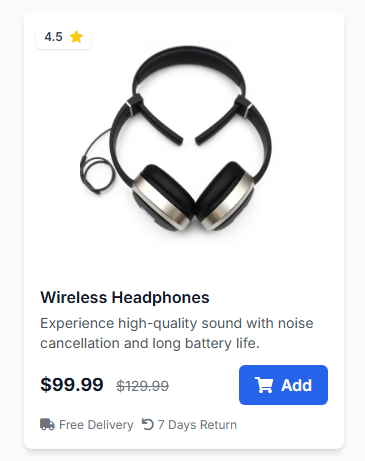 4.5
Wireless Headphones
Experience high-quality sound with noise
cancellation and long battery life.
$99.99 $129.99 Add
Free Delivery 7 Days Return